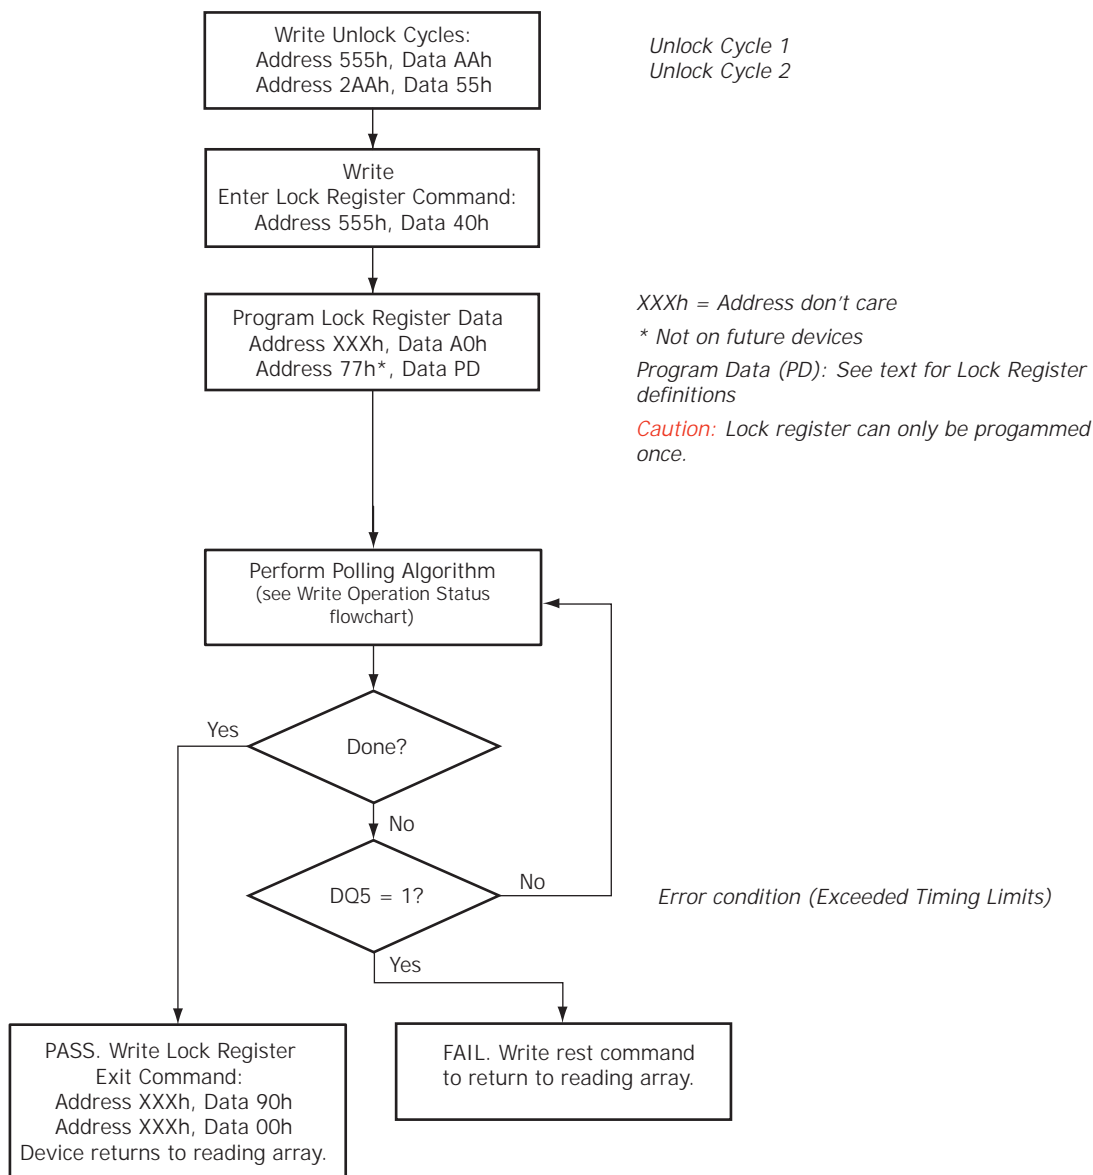 Write Unlock Cycles:
Address 555h, Data AAh
Address 2AAh, Data 55h
Unlock Cycle 1
Unlock Cycle 2
Write
Enter Lock Register Command:
Address 555h, Data 40h
Program Lock Register Data
Address XXXh, Data A0h
Address 77h*, Data PD
XXXh = Address don't care
* Not on future devices
Program Data (PD): See text for Lock Register
definitions
Caution: Lock register can only be progammed
once.
Perform Polling Algorithm
(see Write Operation Status
flowchart)
Yes
Done?
No
DQ5 = 1?
No
Error condition (Exceeded Timing Limits)
Yes
PASS. Write Lock Register
Exit Command:
Address XXXh, Data 90h
Address XXXh, Data 00h
Device returns to reading array.
FAIL. Write rest command
to return to reading array.